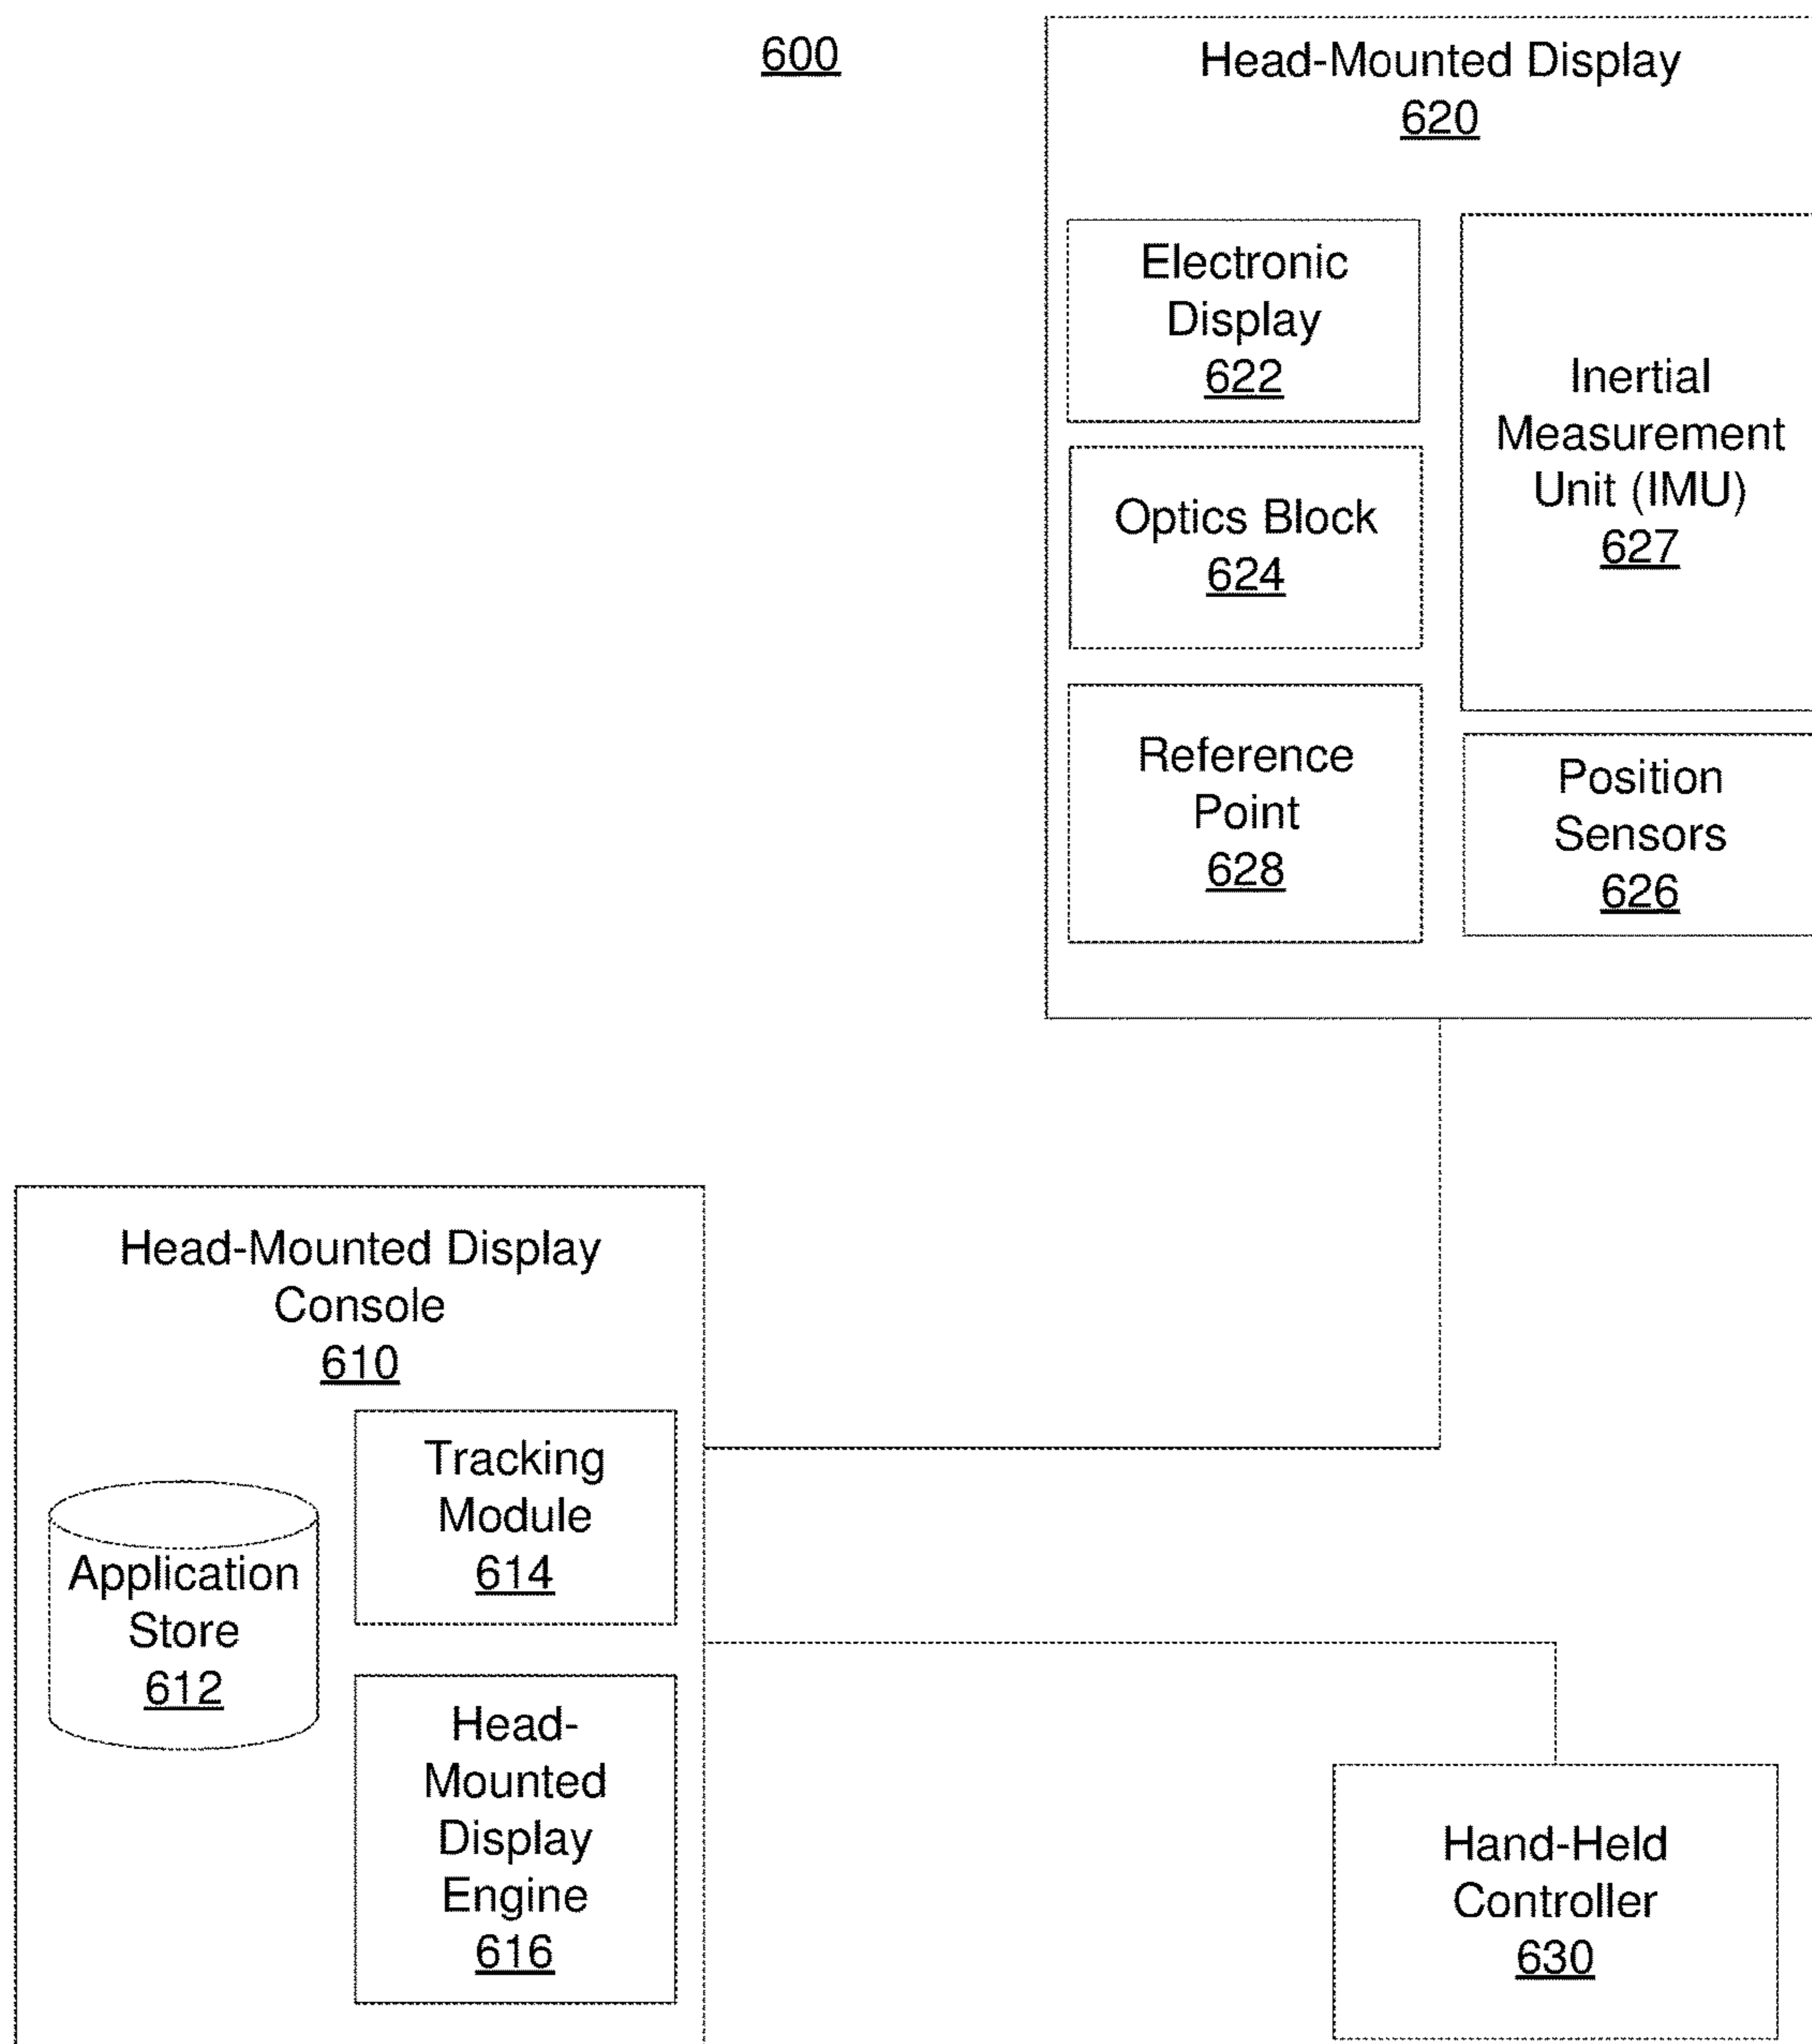 600
Head-Mounted Display
620
Electronic
Display
622
Optics Block
624
Reference
Point
628
Inertial
Measurement
Unit (IMU)
627
Position
Sensors
626
Head-Mounted Display
Console
610
Application
Store
612
Tracking
Module
614
Head-
Mounted
Display
Engine
616
Hand-Held
Controller
630